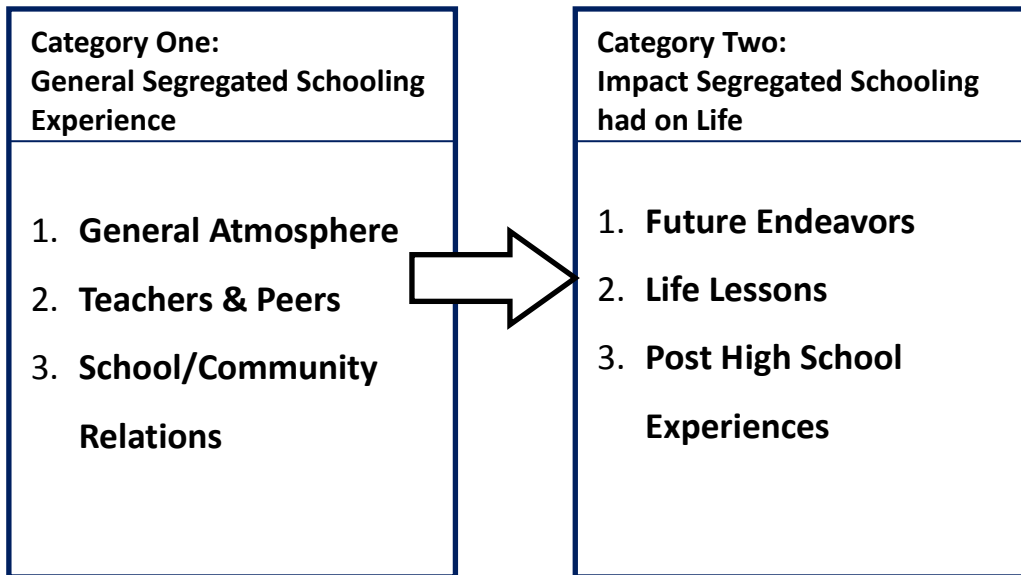 Category One:
General Segregated Schooling
Experience
1. General Atmosphere
2. Teachers & Peers
3. School/Community
Relations
Category Two:
Impact Segregated Schooling
had on Life
1. Future Endeavors
2. Life Lessons
3. Post High School
Experiences